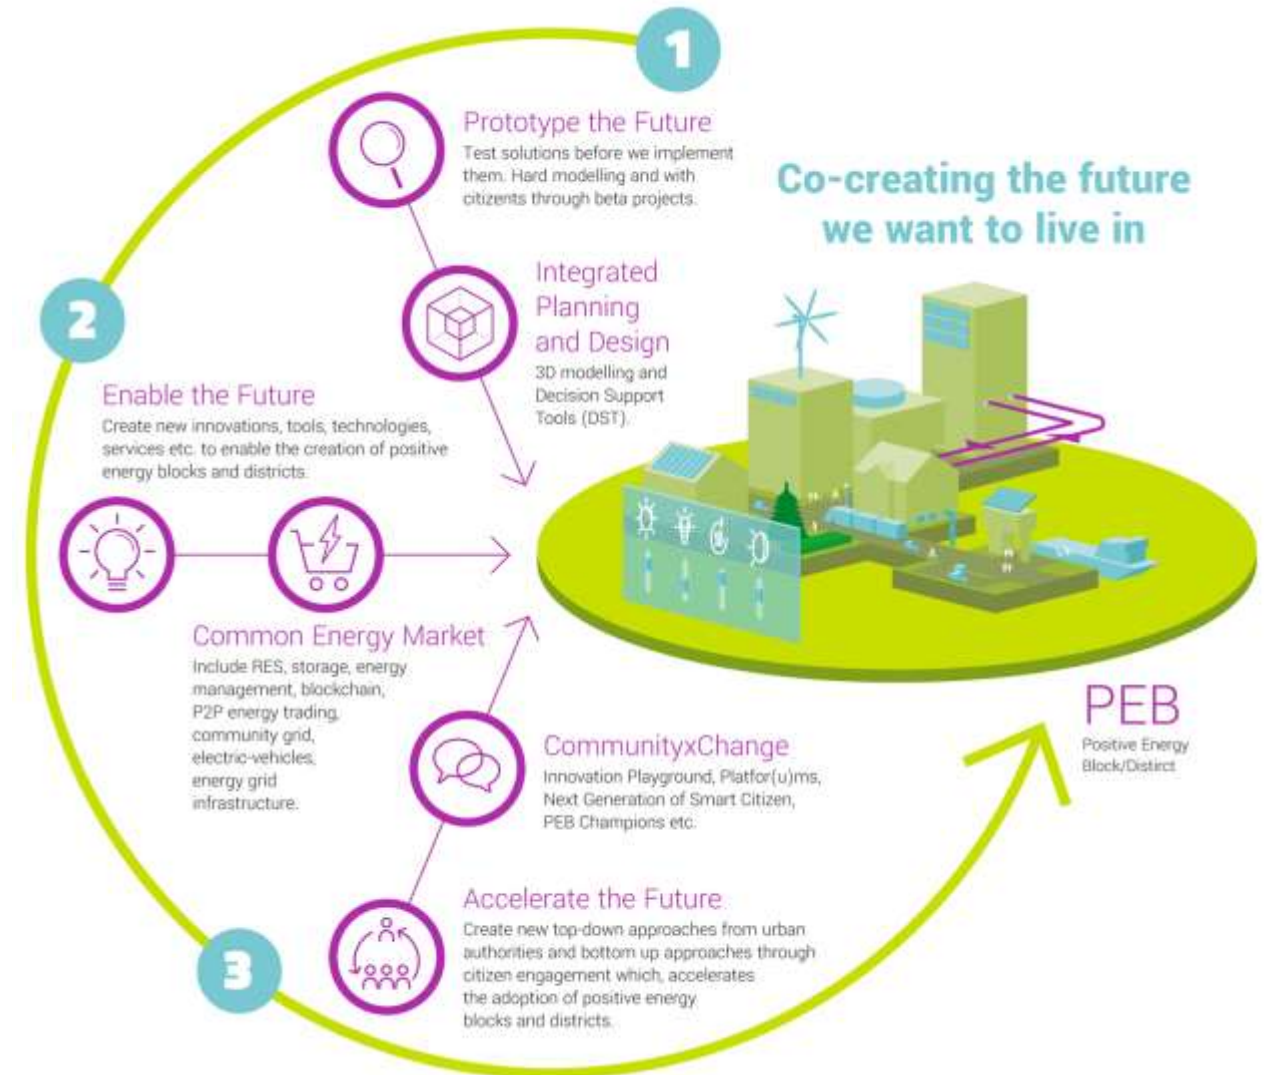 1
Prototype the Future
Test solutions before we implement
them. Hard modelling and with
citizents through beta projects.
Co-creating the future
we want to live in
Integrated
Planning
and Design
3D modelling and
Decision Support
Tools (DST).
2
Enable the Future
Create new innovations, tools, technologies,
services etc. to enable the creation of positive
energy blocks and districts.
Common Energy Market
Include RES, storage, energy
management, blockchain,
P2P energy trading,
community grid,
electric-vehicles,
energy grid
infrastructure.
CommunityxChange
Innovation Playground, Platfor(u)ms,
Next Generation of Smart Citizen,
PEB Champions etc.
PEB
Positive Energy
Block/Distirct
3
Accelerate the Future
Create new top-down approaches from urban
authorities and bottom up approaches through
citizen engagement which, accelerates
the adoption of positive energy
blocks and districts.